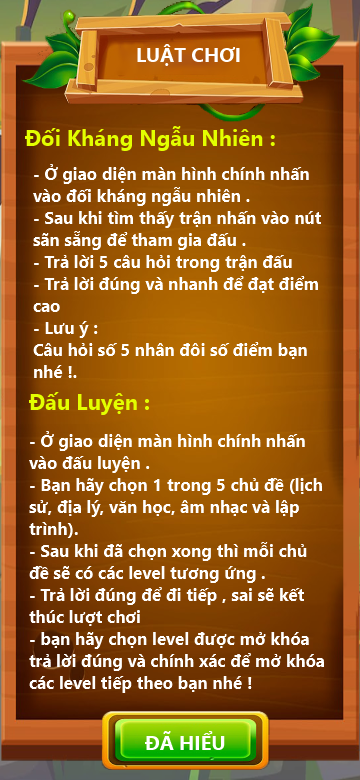 LUẬT CHƠI
Đối Kháng Ngẫu Nhiên :
- Ở giao diện màn hình chính nhấn
vào đối kháng ngẫu nhiên .
- Sau khi tìm thấy trận nhấn vào nút
sẵn sẵng để tham gia đấu .
- Trả lời 5 câu hỏi trong trận đấu
- Trả lời đúng và nhanh để đạt điểm
cao
- Lưu ý :
Câu hỏi số 5 nhân đôi số điểm bạn
nhé !.
Đấu Luyện :
- Ở giao diện màn hình chính nhấn
vào đấu luyện .
- Bạn hãy chọn 1 trong 5 chủ đề (lịch
sử, địa lý, văn học, âm nhạc và lập
trình).
- Sau khi đã chọn xong thì mỗi chủ
đề sẽ có các level tương ứng .
- Trả lời đúng để đi tiếp , sai sẽ kết
thúc lượt chơi
- bạn hãy chọn level được mở khóa
trả lời đúng và chính xác để mở khóa
các level tiếp theo bạn nhé !
ĐÃ HIỂU